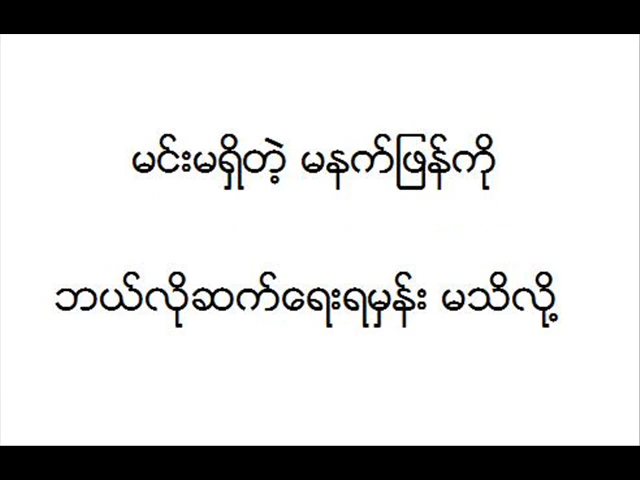 မင်းမရှိတဲ့ မနက်ဖြန်ကို
ဘယ်လိုဆက်ရေးရမှန်း မသိလို့